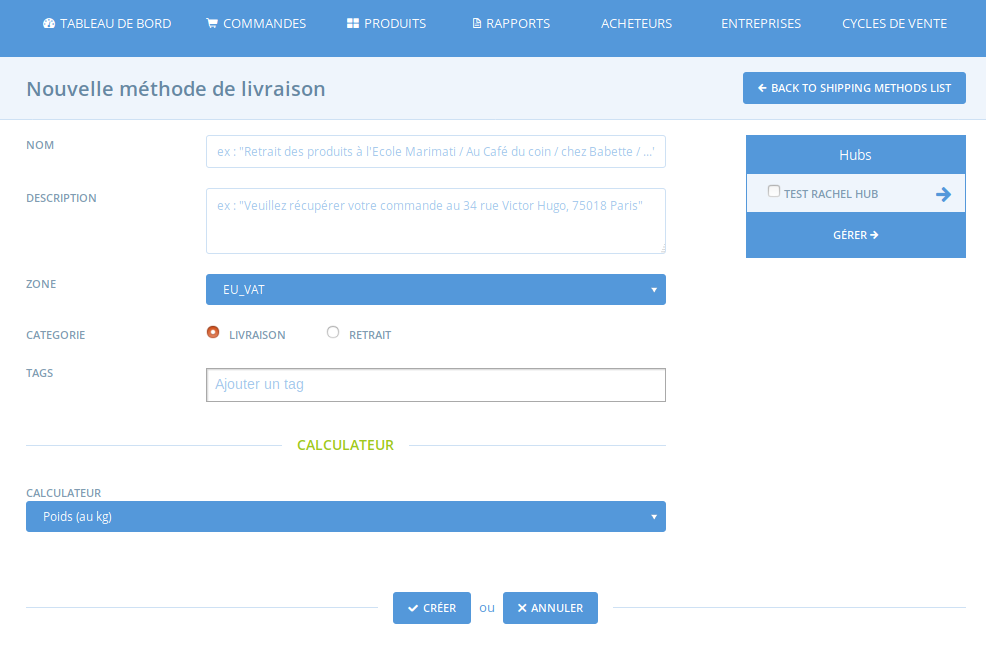 TABLEAU DE BORD COMMANDES PRODUITS RAPPORTS ACHETEURS ENTREPRISES CYCLES DE VENTE
Nouvelle méthode de livraison
BACK TO SHIPPING METHODS LIST
NOM
ex : "Retrait des produits à l'Ecole Marimati / Au Café du coin / chez Babette / ..."
DESCRIPTION
ex : "Veuillez récupérer votre commande au 34 rue Victor Hugo, 75018 Paris"
ZONE
EU_VAT
CATEGORIE
LIVRAISON RETRAIT
TAGS
Ajouter un tag
Hubs
TEST RACHEL HUB
GÉRER
CALCULATEUR
CALCULATEUR
Poids (au kg)
CRÉER ou ANNULER